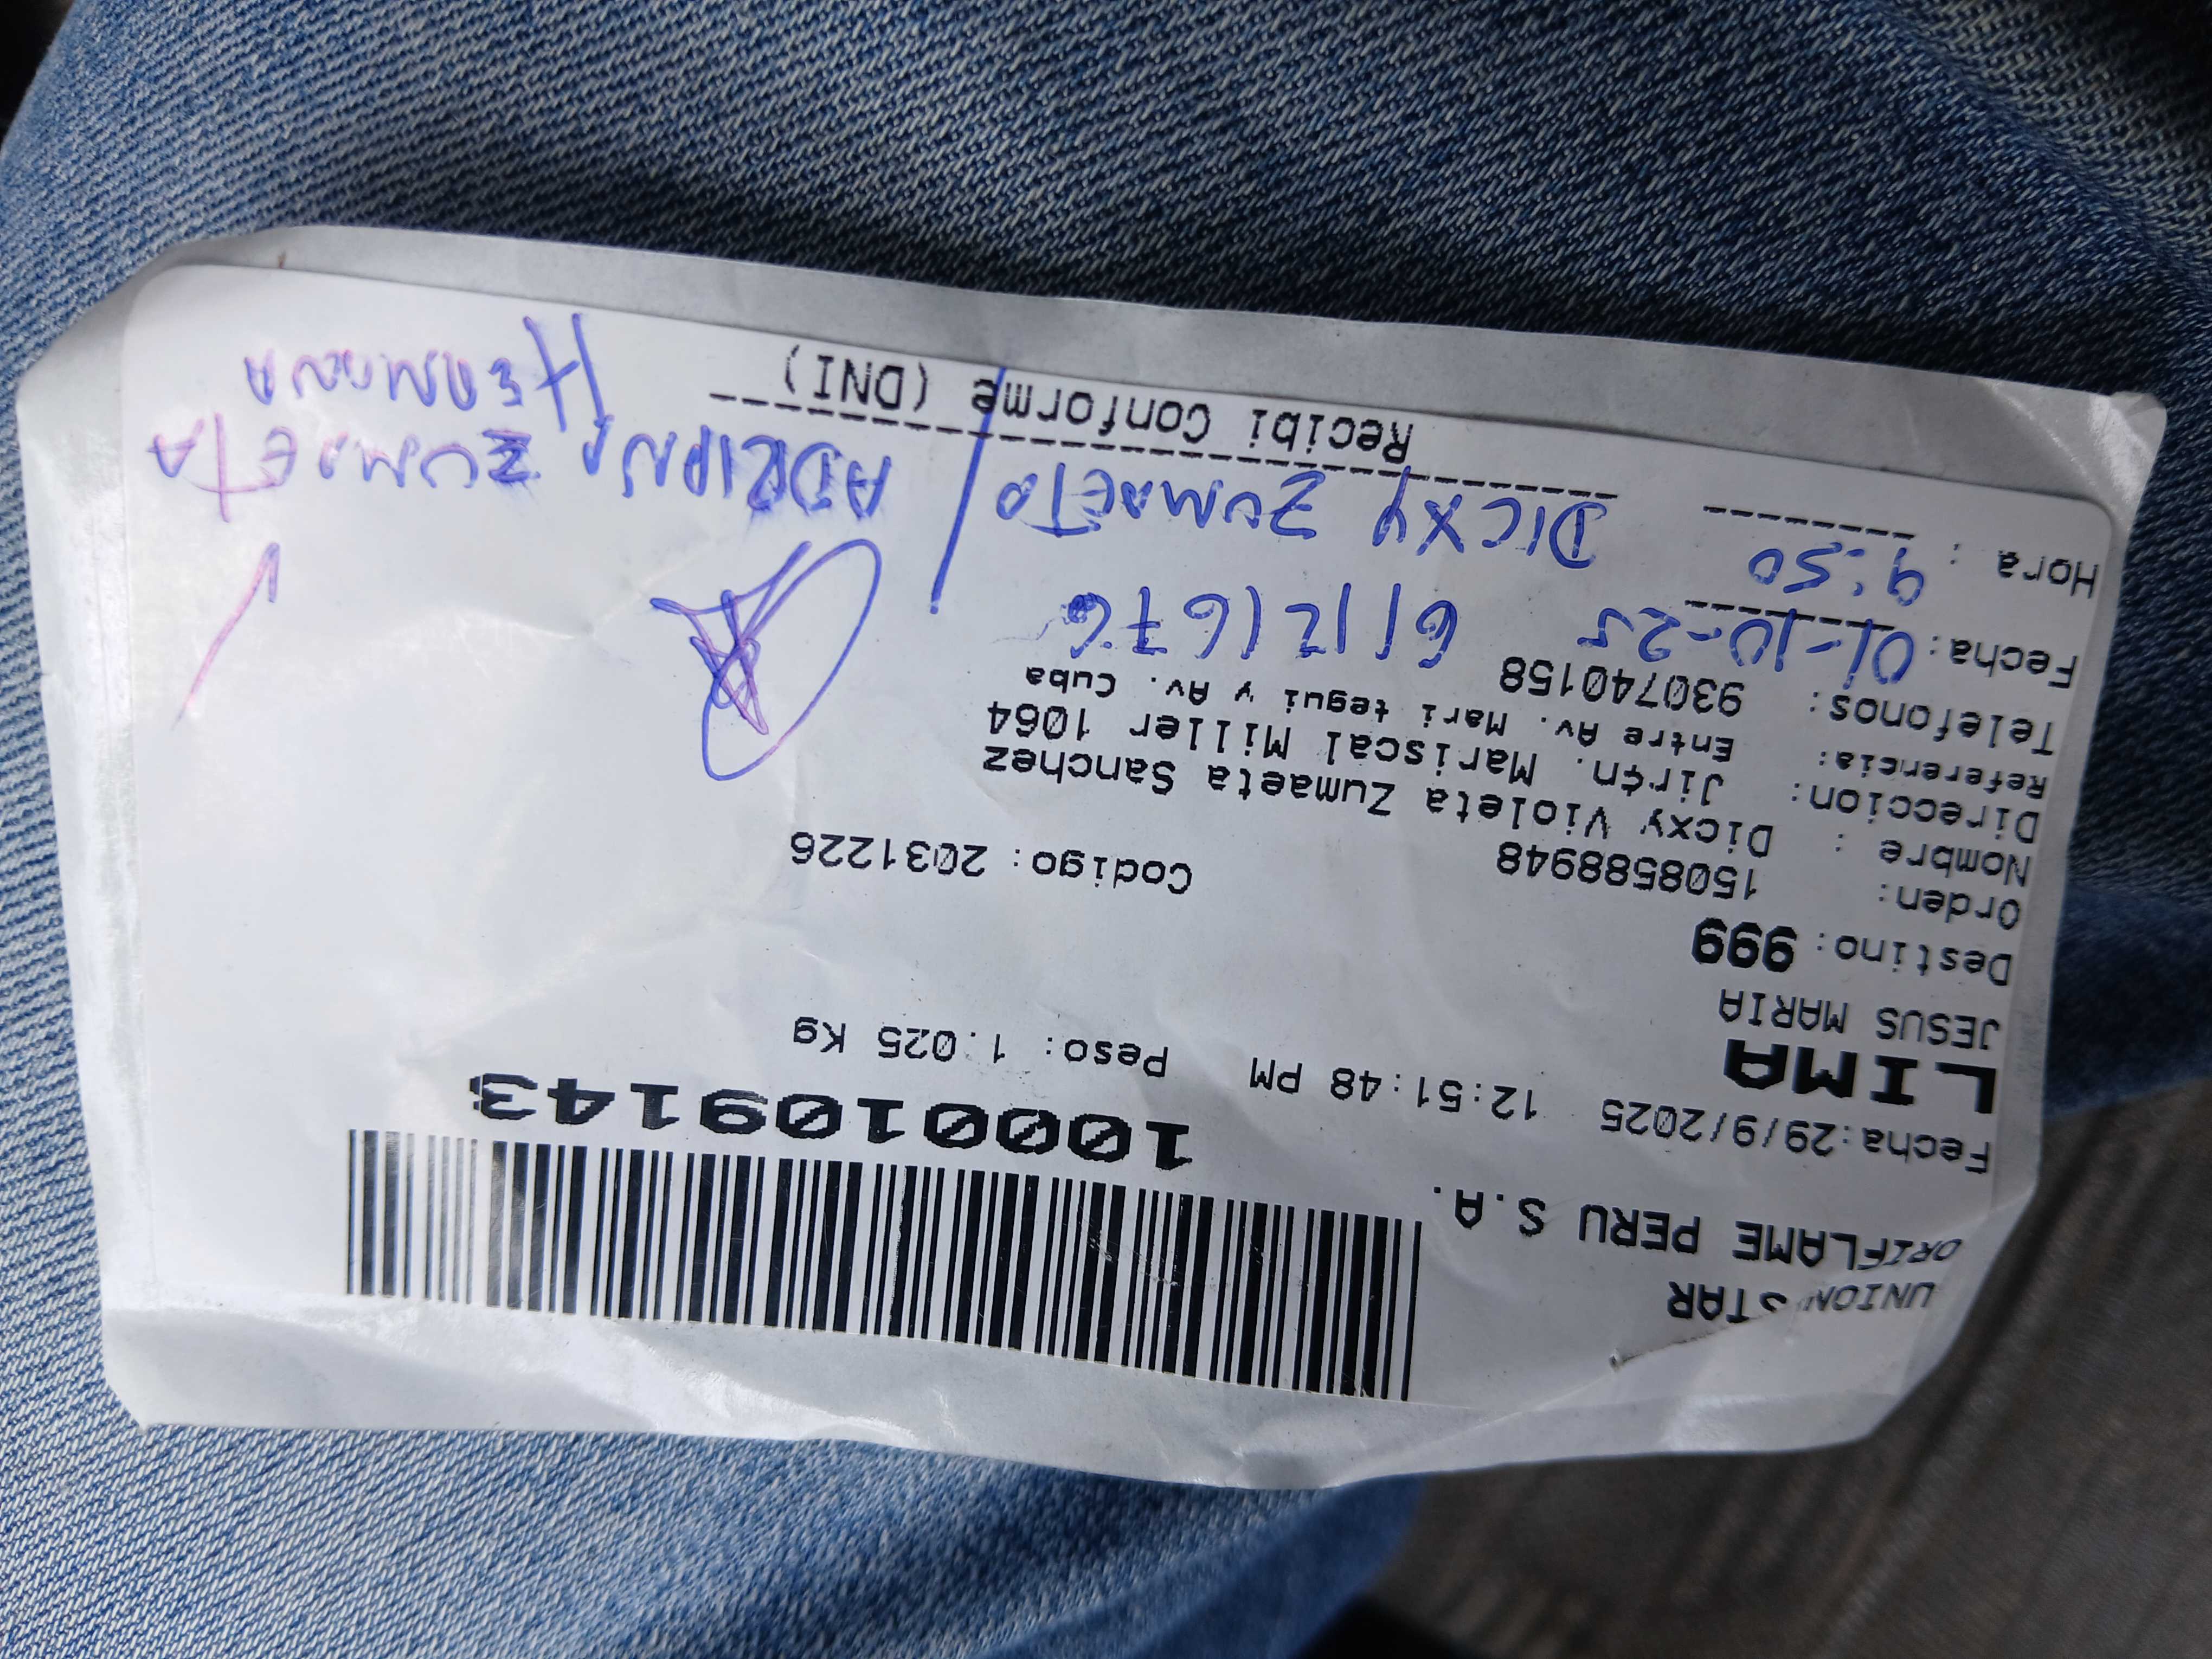 UNION STAR
ORIFLAME PERU S.A.
1000109143
Fecha:29/9/2025 12:51:48 PM Peso: 1.025 Kg
LIMA
JESUS MARIA
Destino: 999
Orden: 1508588948 Codigo: 2031226
Nombre : Dicxy Violeta Zumaeta Sanchez
Direccion: Jir¢n. Mariscal Miller 1064
Referencia: Entre Av. Mari tegui y Av. Cuba
Telefonos: 930740158
Fecha: 01-10-25
Hora : 9:50 DICXY ZUMAETA / ADRIANA ZUMAETA
HERMANA
Recibi Conforme (DNI)